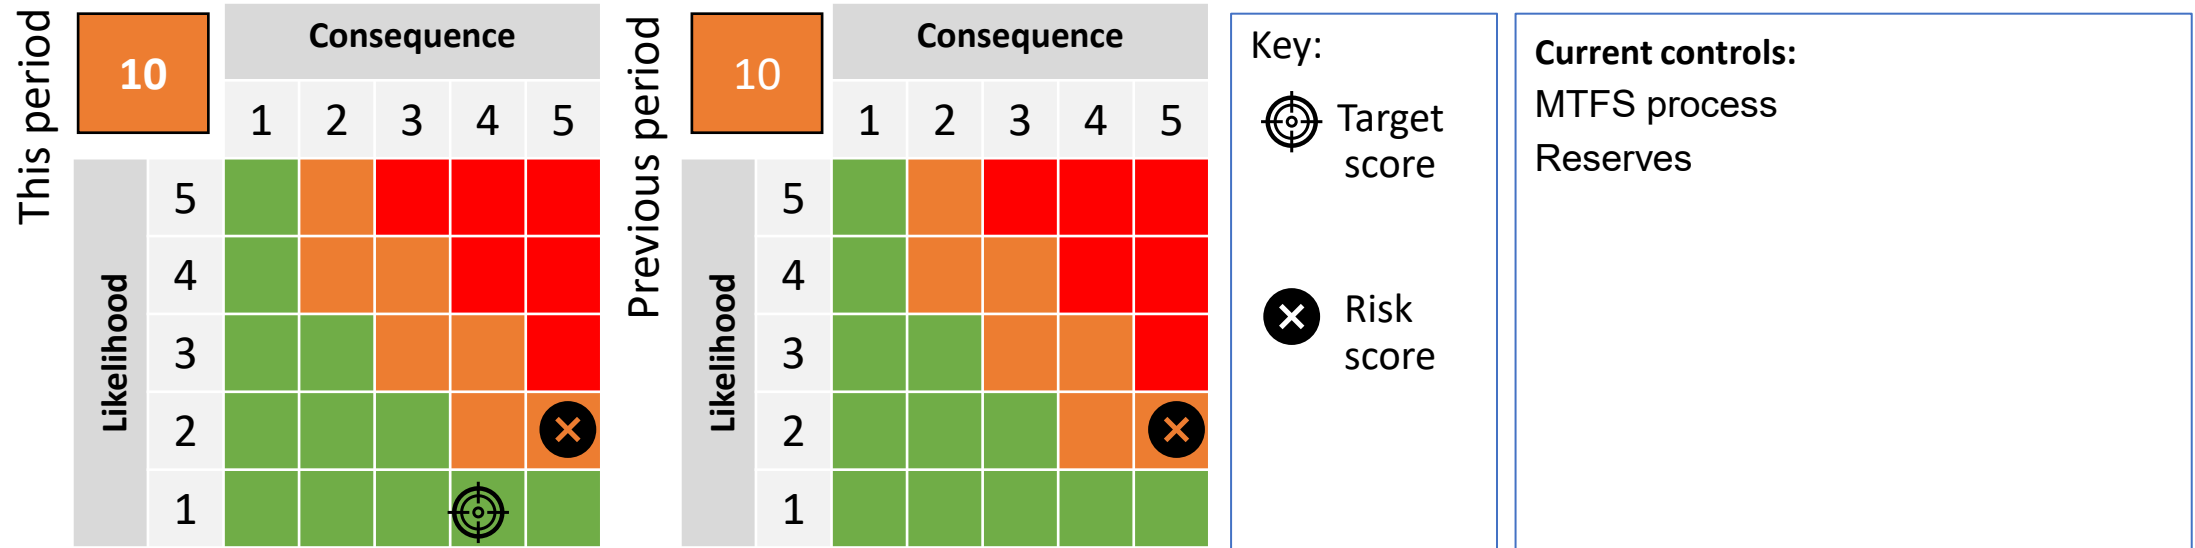 This period
10
Consequence
1 2 3 4 5
Likelihood
5
4
3
2
1
Previous period
10
Consequence
1 2 3 4 5
Likelihood
5
4
3
2
1
Key:
Target
score
Risk
score
Current controls:
MTFS process
Reserves